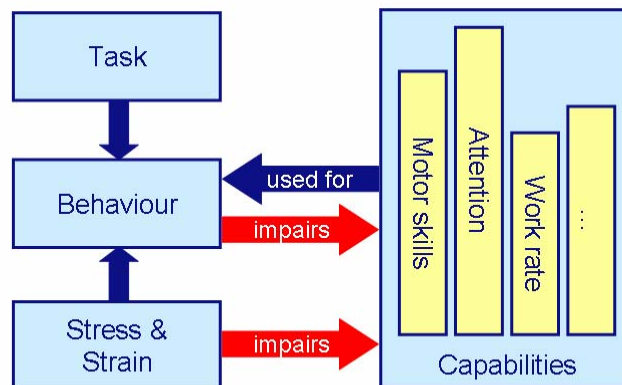 Task
Behaviour
Stress &
Strain
used for
impairs
impairs
Motor skills
Attention
Work rate
...
Capabilities